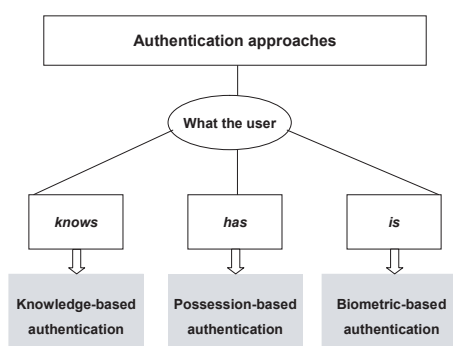 Authentication approaches
What the user
knows
has
is
Knowledge-based
authentication
Possession-based
authentication
Biometric-based
authentication